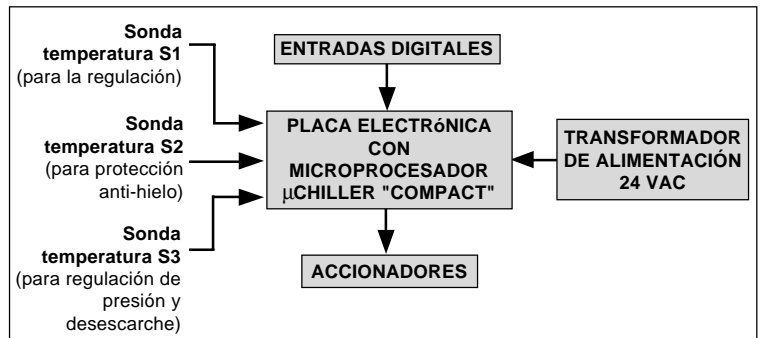 Sonda
temperatura S1
(para la regulación)
Sonda
temperatura S2
(para protección
anti-hielo)
Sonda
temperatura S3
(para regulación de
presión y
desescarche)
ENTRADAS DIGITALES
PLACA ELECTRóNICA
CON
MICROPROCESADOR
µCHILLER "COMPACT"
ACCIONADORES
TRANSFORMADOR
DE ALIMENTACIÓN
24 VAC